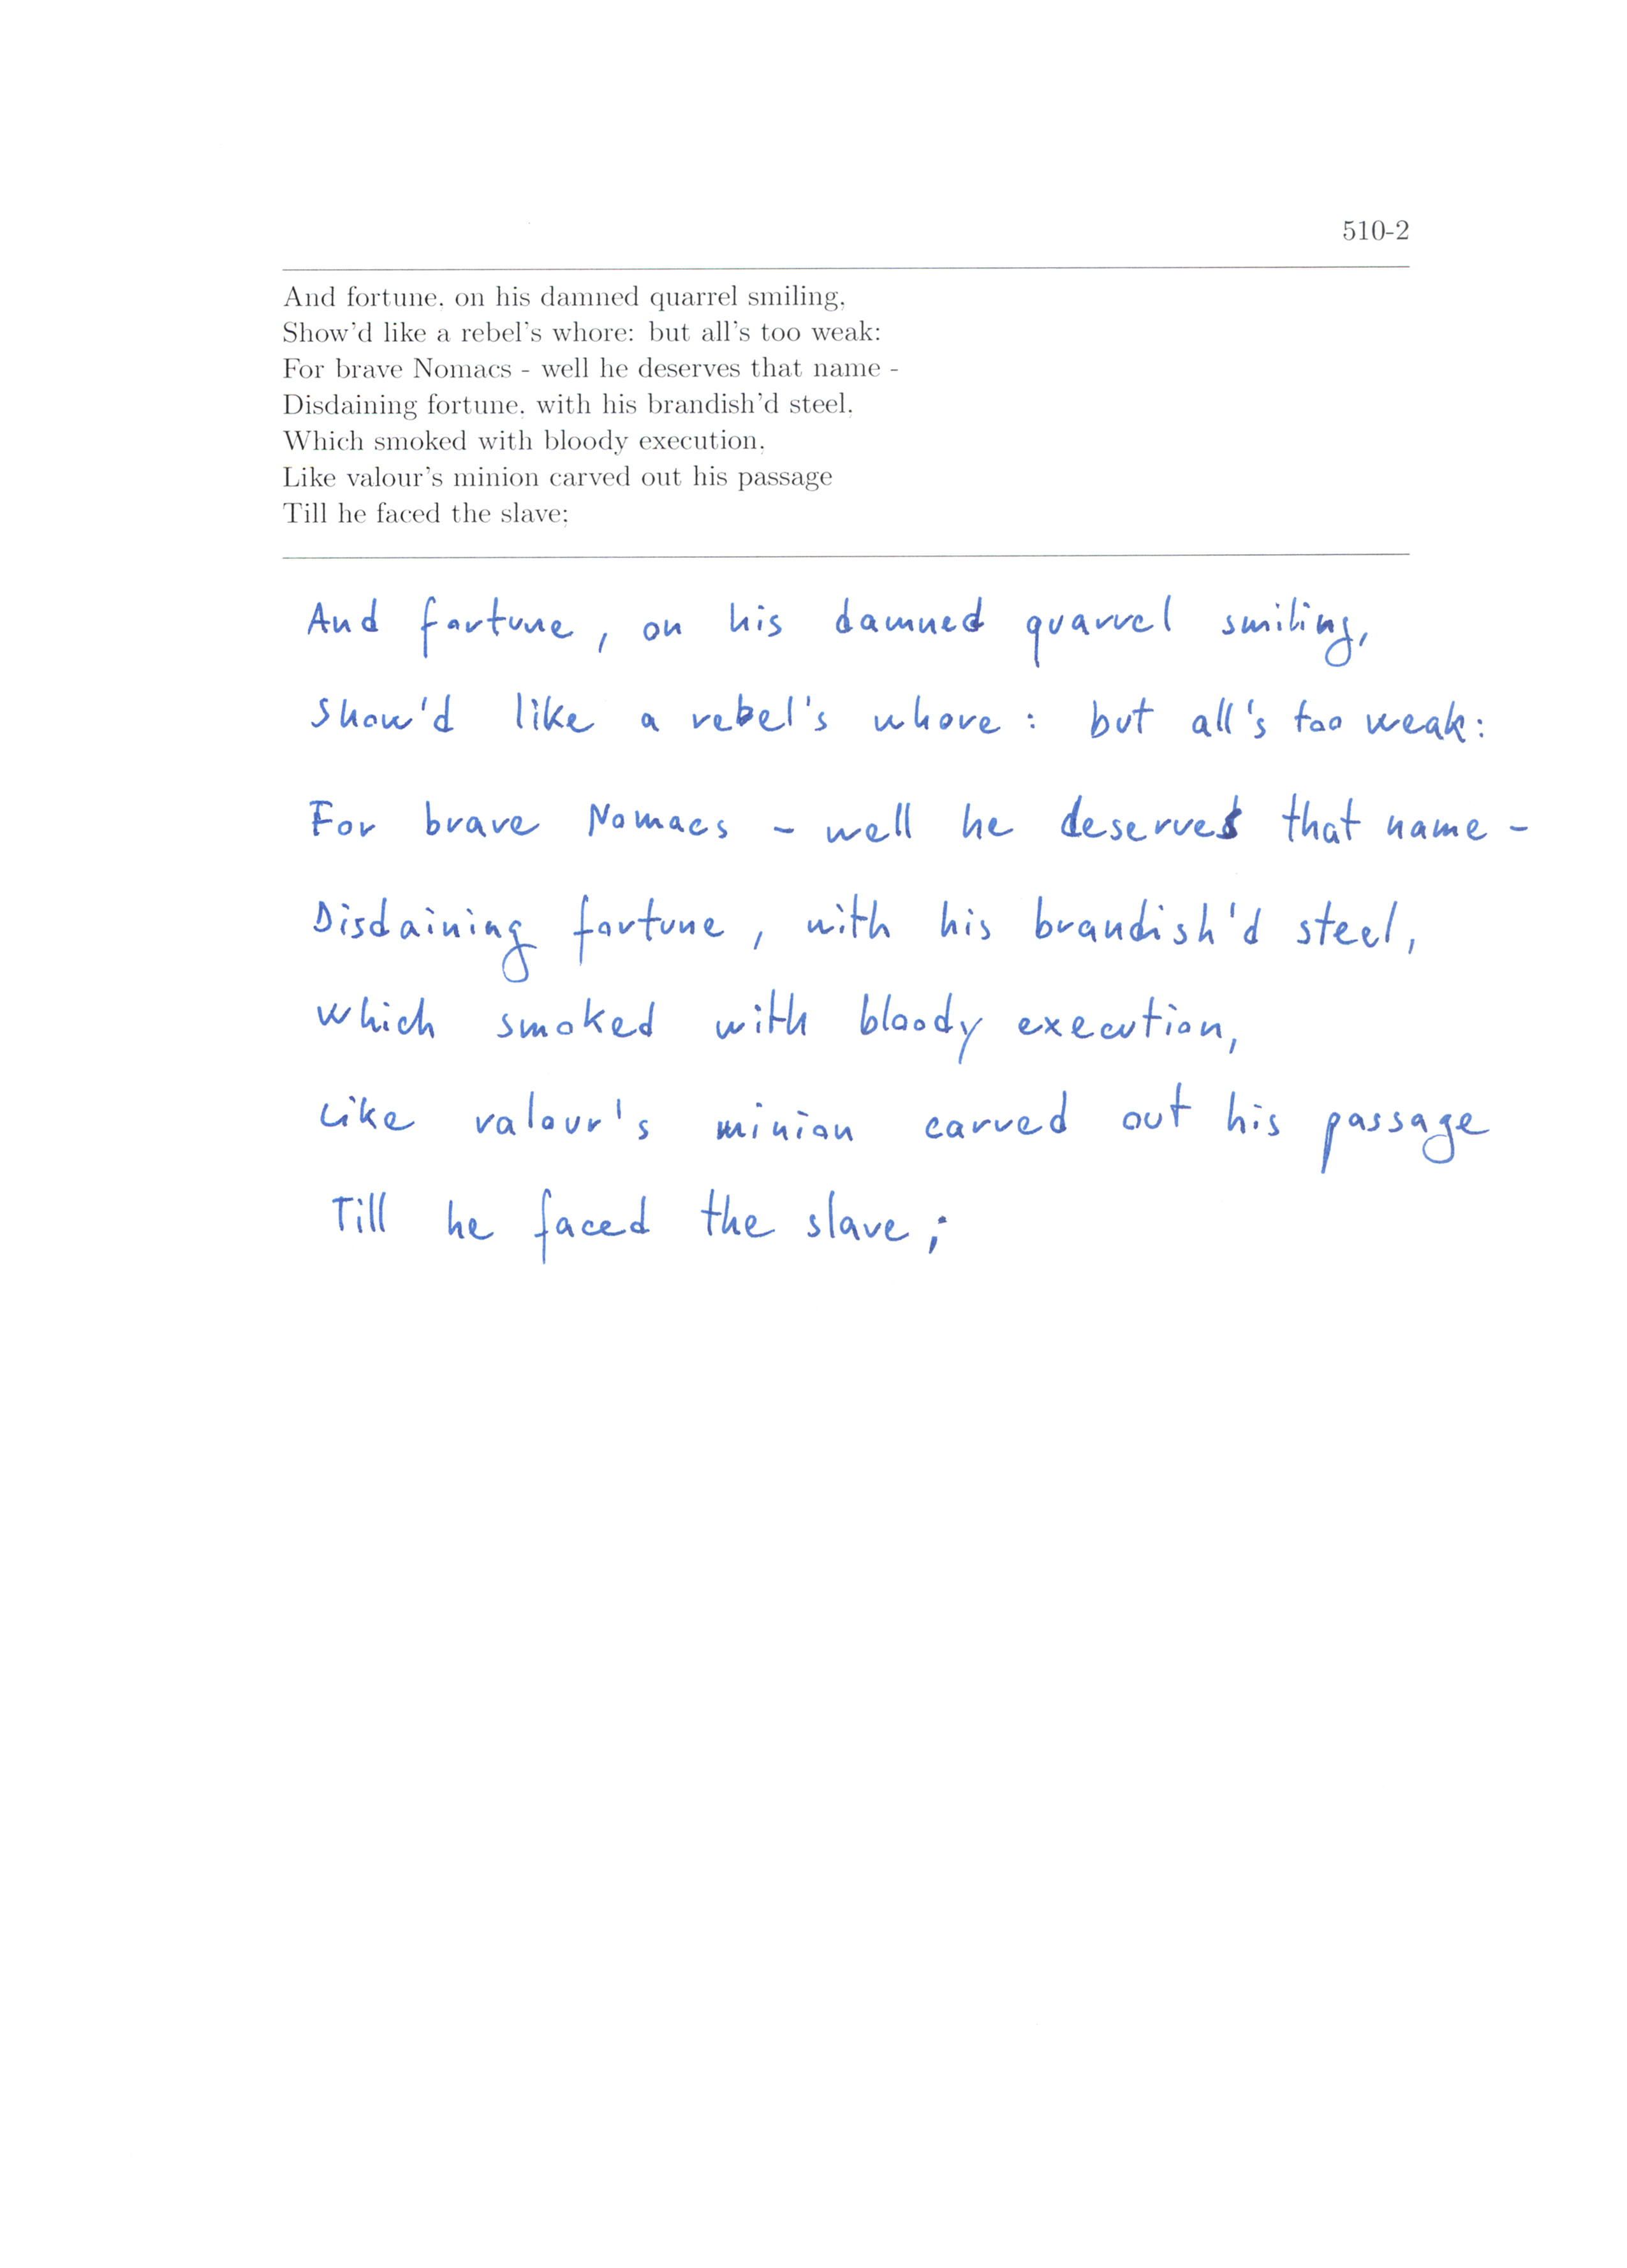 510-2
And fortune, on his damned quarrel smiling,
Show'd like a rebel's whore: but all's too weak:
For brave Nomacs - well he deserves that name -
Disdaining fortune, with his brandish'd steel,
Which smoked with bloody execution,
Like valour's minion carved out his passage
Till he faced the slave;
And fortune, on his damned quarrel smiling,
Show'd like a rebel's whore: but all's too weak:
For brave Nomacs - well he deserves that name -
Disdaining fortune, with his brandish'd steel,
Which smoked with bloody execution,
Like valour's minion carved out his passage
Till he faced the slave;